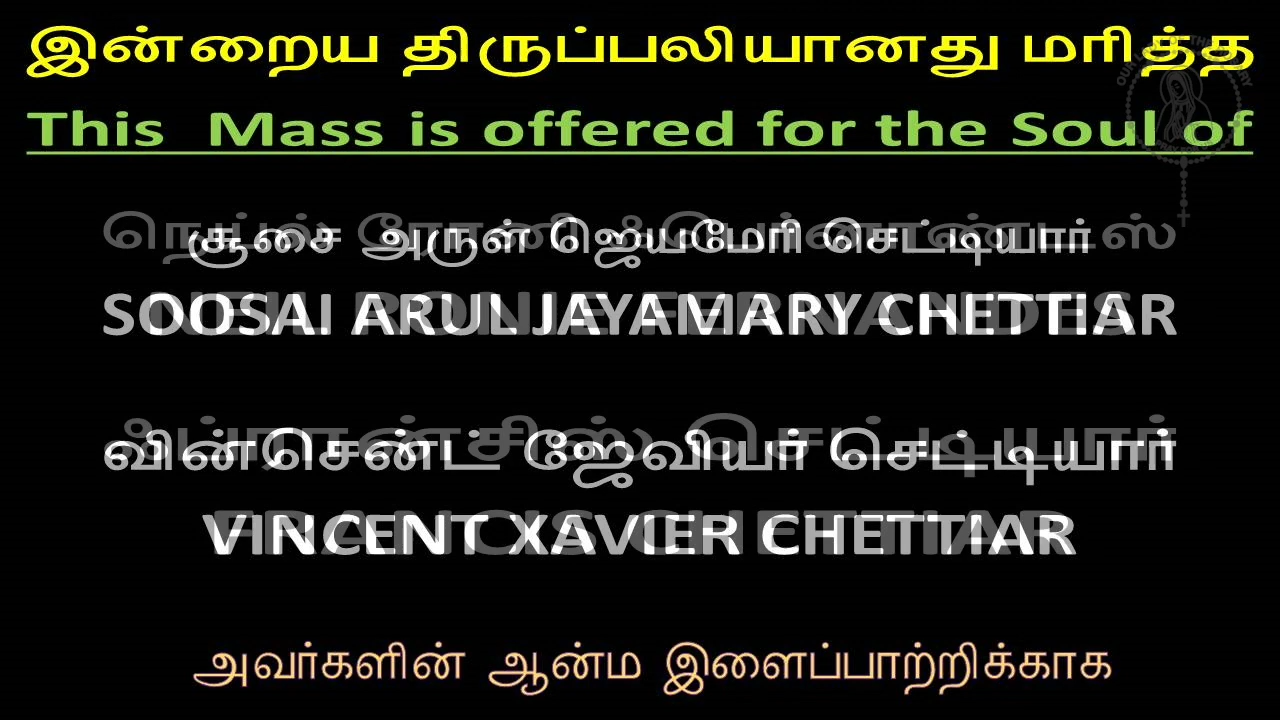 இன்றைய திருப்பலியானது மரித்த
This Mass is offered for the Soul of
சூசை அருள் ஜெயமேரி செட்டியார்
SOOSAI ARUL JAYAMARY CHETTIAR
வின்செண்ட் ஜேவியர் செட்டியார்
VINCENT XAVIER CHETTIAR
அவர்களின் ஆன்ம இளைப்பாற்றிக்காக